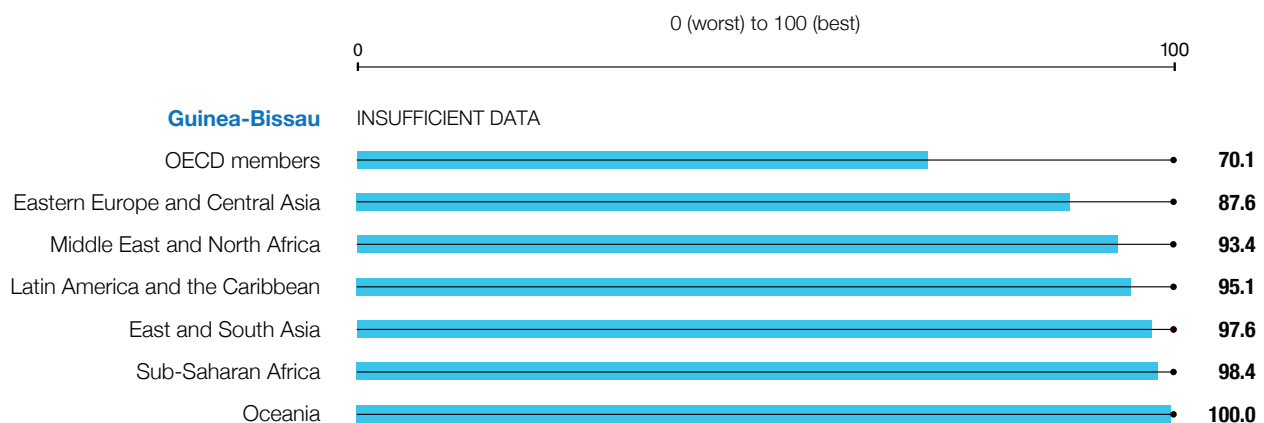 0 (worst) to 100 (best)
0 100
Guinea-Bissau INSUFFICIENT DATA
OECD members 70.1
Eastern Europe and Central Asia 87.6
Middle East and North Africa 93.4
Latin America and the Caribbean 95.1
East and South Asia 97.6
Sub-Saharan Africa 98.4
Oceania 100.0